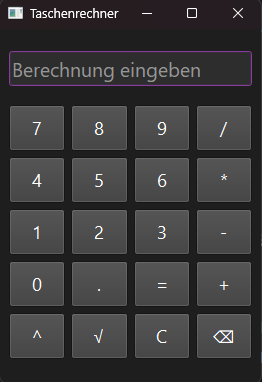 Taschenrechner
Berechnung eingeben
7 8 9 /
4 5 6 *
1 2 3 -
0 . = +
^ √ C ⌫